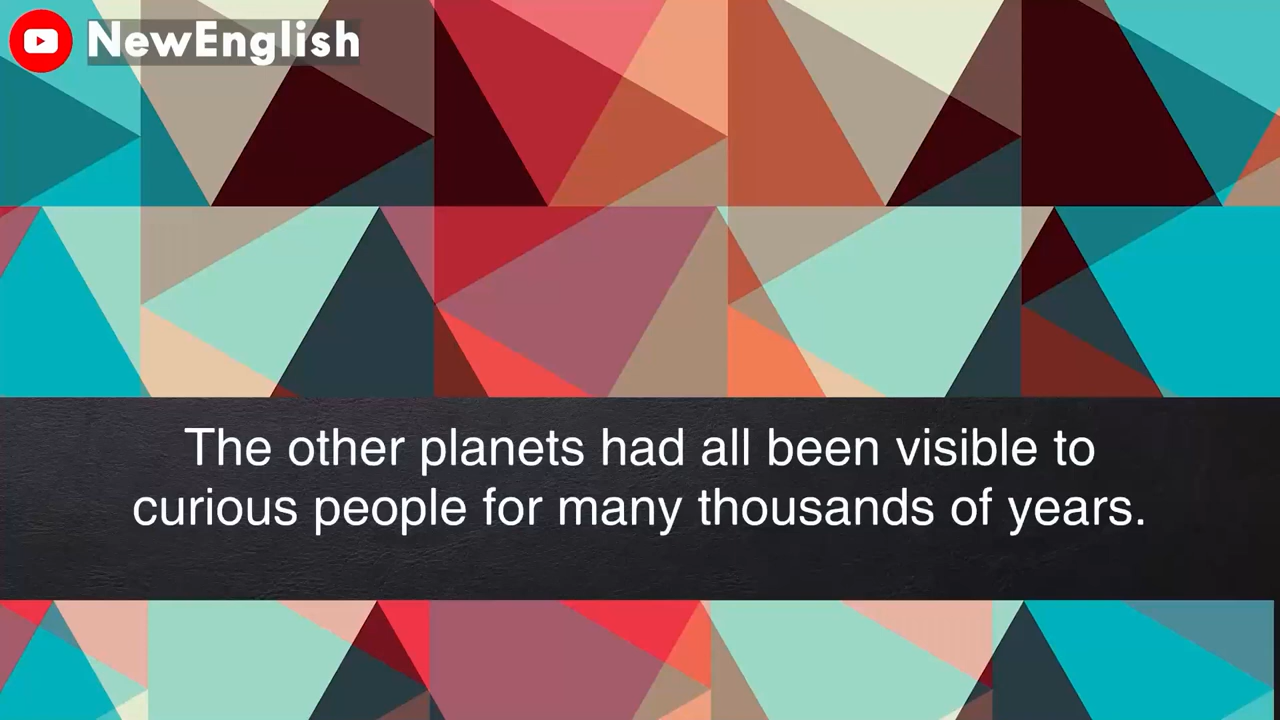 NewEnglish
The other planets had all been visible to
curious people for many thousands of years.